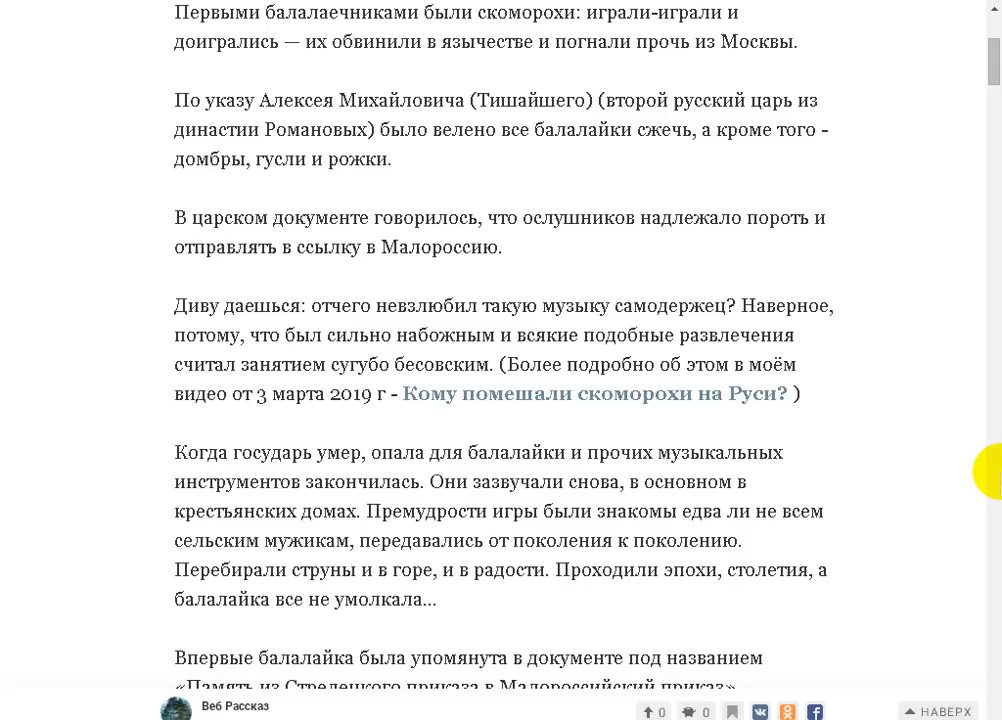 Первыми балалаечниками были скоморохи: играли-играли и
доигрались — их обвинили в язычестве и погнали прочь из Москвы.
По указу Алексея Михайловича (Тишайшего) (второй русский царь из
династии Романовых) было велено все балалайки сжечь, а кроме того -
домбры, гусли и рожки.
В царском документе говорилось, что ослушников надлежало пороть и
отправлять в ссылку в Малороссию.
Диву даешься: отчего невзлюбил такую музыку самодержец? Наверное,
потому, что был сильно набожным и всякие подобные развлечения
считал занятием сугубо бесовским. (Более подробно об этом в моём
видео от 3 марта 2019 г - Кому помешали скоморохи на Руси? )
Когда государь умер, опала для балалайки и прочих музыкальных
инструментов закончилась. Они зазвучали снова, в основном в
крестьянских домах. Премудрости игры были знакомы едва ли не всем
сельским мужикам, передавались от поколения к поколению.
Перебирали струны и в горе, и в радости. Проходили эпохи, столетия, а
балалайка все не умолкала...
Впервые балалайка была упомянута в документе под названием
«Память из Стрелецкого приказа в Малороссийский приказ»
Веб Рассказ
0 0 НАВЕРХ